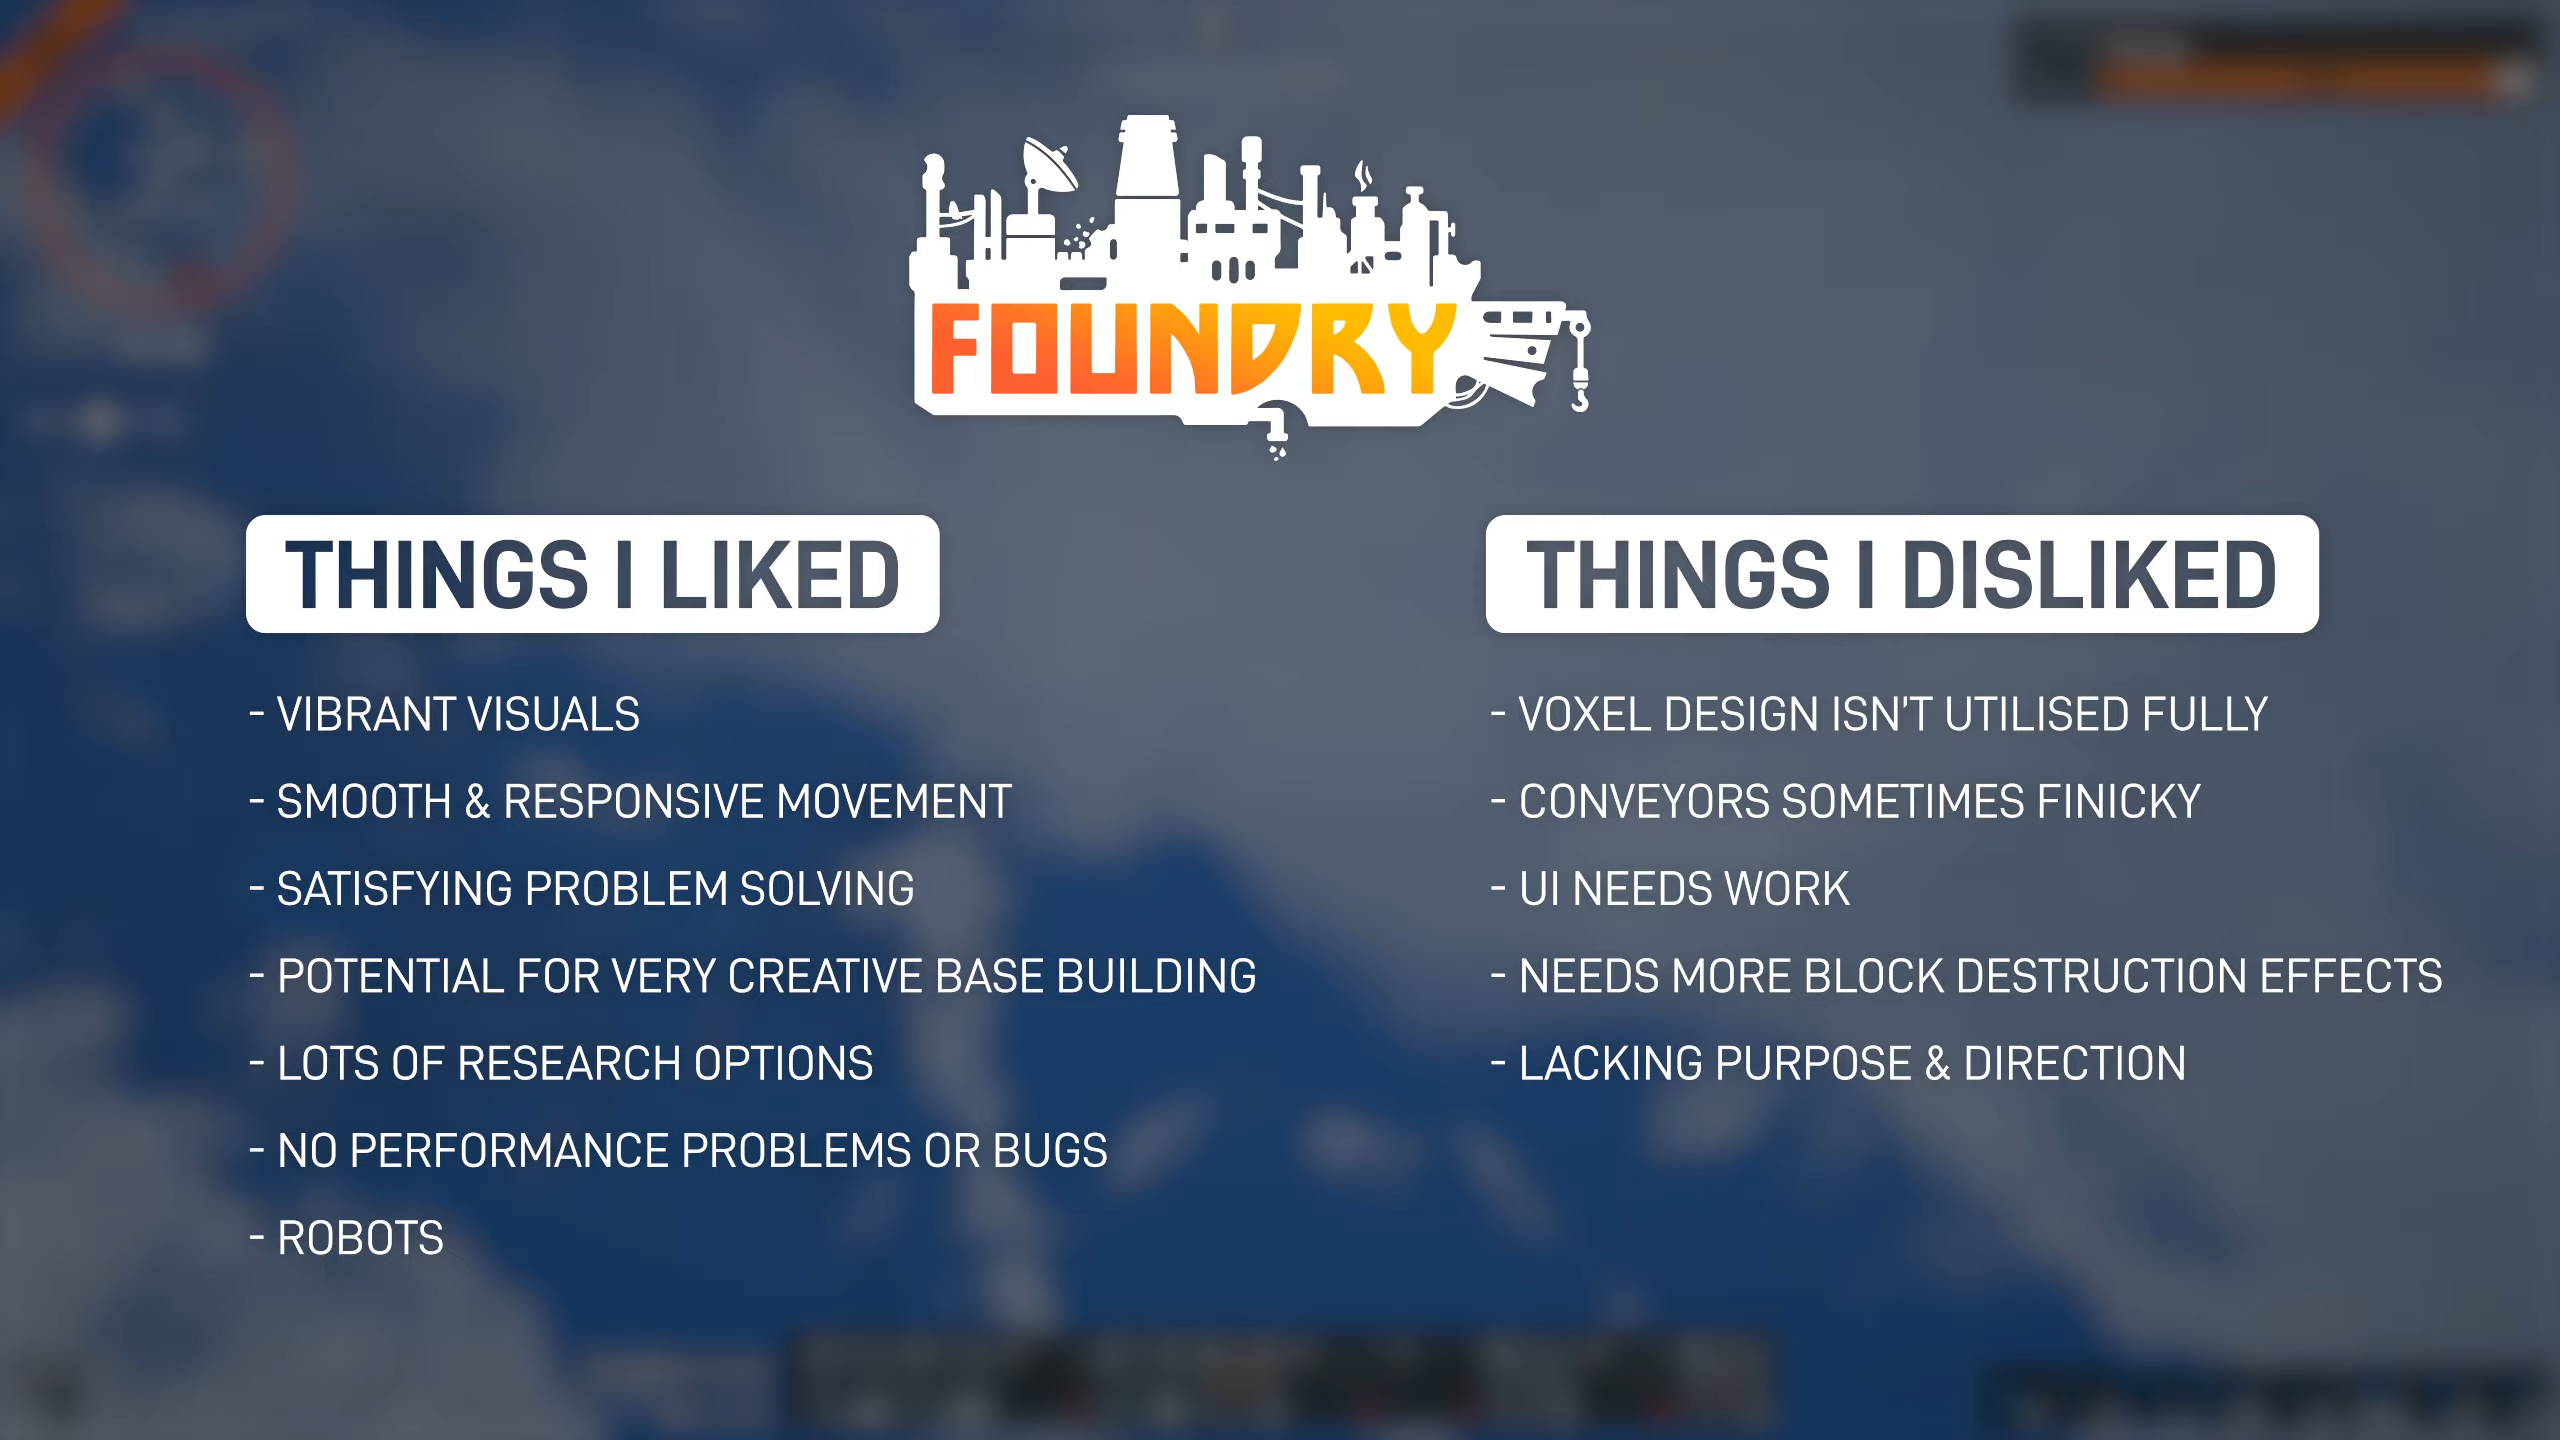 FOUNDRY
THINGS I LIKED
- VIBRANT VISUALS
- SMOOTH & RESPONSIVE MOVEMENT
- SATISFYING PROBLEM SOLVING
- POTENTIAL FOR VERY CREATIVE BASE BUILDING
- LOTS OF RESEARCH OPTIONS
- NO PERFORMANCE PROBLEMS OR BUGS
- ROBOTS
THINGS I DISLIKED
- VOXEL DESIGN ISN'T UTILISED FULLY
- CONVEYORS SOMETIMES FINICKY
- UI NEEDS WORK
- NEEDS MORE BLOCK DESTRUCTION EFFECTS
- LACKING PURPOSE & DIRECTION